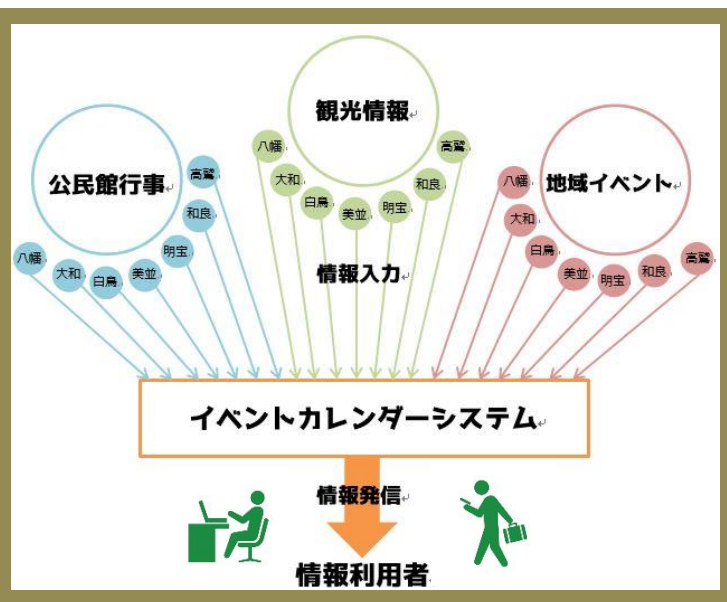 公民館行事
八幡
大和
白鳥
美並
明宝
和良
高鷲
観光情報
八幡
大和
白鳥
美並
明宝
和良
高鷲
地域イベント
八幡
大和
白鳥
美並
明宝
和良
高鷲
情報入力
イベントカレンダーシステム
情報発信
情報利用者